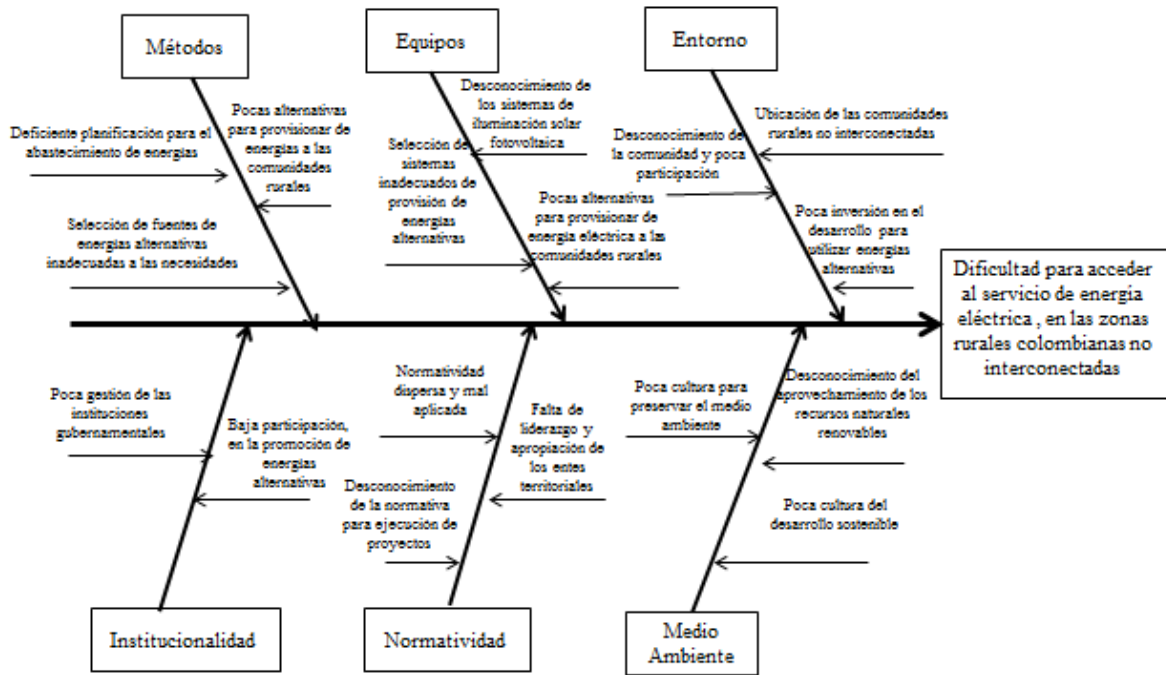 Métodos
Equipos
Entorno
Deficiente planificación para el
abastecimiento de energías
Pocas alternativas
para provisionar de
energías a las
comunidades
rurales
Selección de fuentes de
energías alternativas
inadecuadas a las necesidades
Desconocimiento de
los sistemas de
iluminación solar
fotovoltaica
Selección de
sistemas
inadecuados de
provisión de
energías
alternativas
Pocas alternativas
para provisionar de
energía eléctrica a las
comunidades rurales
Ubicación de las comunidades
rurales no interconectadas
Desconocimiento de
la comunidad y poca
participación
Poca inversión en el
desarrollo para
utilizar energías
alternativas
Dificultad para acceder
al servicio de energía
eléctrica , en las zonas
rurales colombianas no
interconectadas
Poca gestión de las
instituciones
gubernamentales
Baja participación,
en la promoción de
energías
alternativas
Normatividad
dispersa y mal
aplicada
Falta de
liderazgo y
apropiación de
los entes
territoriales
Desconocimiento
de la normativa
para ejecución de
proyectos
Poca cultura para
preservar el medio
ambiente
Desconocimiento del
aprovechamiento de los
recursos naturales
renovables
Poca cultura del
desarrollo sostenible
Institucionalidad
Normatividad
Medio
Ambiente